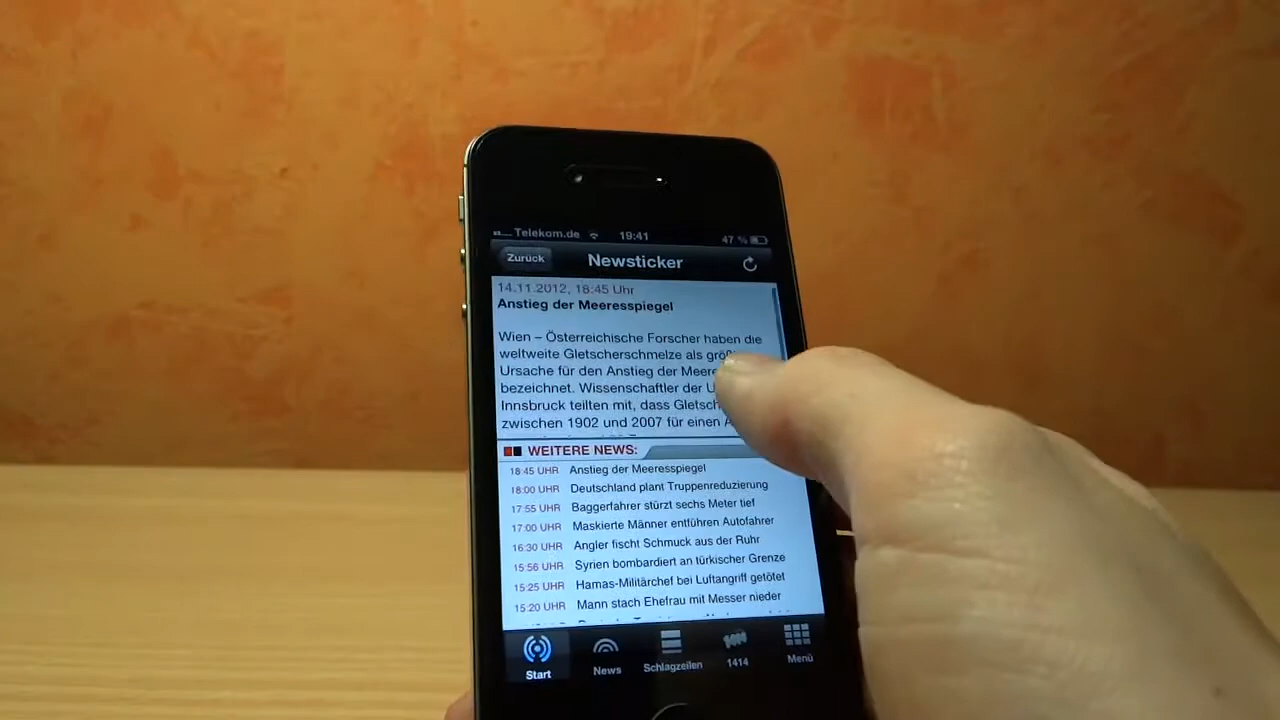 Telekom.de 19:41 47 %
Zurück Newsticker
14.11.2012, 18:45 Uhr
Anstieg der Meeresspiegel
Wien – Österreichische Forscher haben die
weltweite Gletscherschmelze als
Ursache für den Anstieg der
bezeichnet. Wissenschaftler der
Innsbruck teilten mit, dass
zwischen 1902 und 2007 für einen
WEITERE NEWS:
18:45 UHR Anstieg der Meeresspiegel
18:00 UHR Deutschland plant Truppenreduzierung
17:55 UHR Baggerfahrer stürzt sechs Meter tief
17:00 UHR Maskierte Männer entführen Autofahrer
16:30 UHR Angler fischt Schmuck aus der Ruhr
15:56 UHR Syrien bombardiert an türkischer Grenze
15:25 UHR Hamas-Militärchef bei Luftangriff getötet
15:20 UHR Mann stach Ehefrau mit Messer nieder
Start News Schlagzeilen 1414 Menü